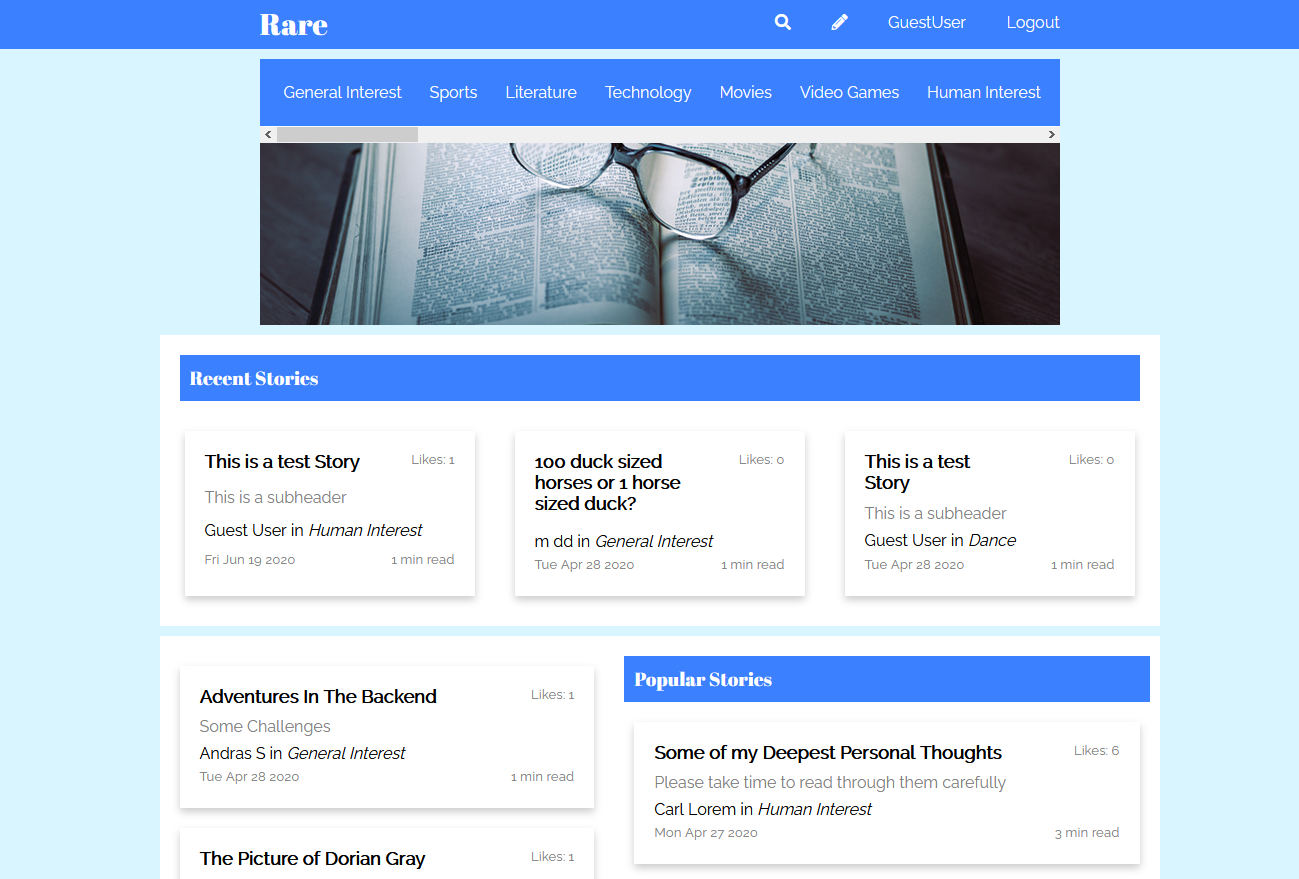 Rare
GuestUser
Logout
General Interest
Sports
Literature
Technology
Movies
Video Games
Human Interest
Recent Stories
This is a test Story
Likes: 1
This is a subheader
Guest User in Human Interest
Fri Jun 19 2020
1 min read
100 duck sized
horses or 1 horse
sized duck?
Likes: 0
m dd in General Interest
Tue Apr 28 2020
1 min read
This is a test
Story
Likes: 0
This is a subheader
Guest User in Dance
Tue Apr 28 2020
1 min read
Adventures In The Backend
Likes: 1
Some Challenges
Andras S in General Interest
Tue Apr 28 2020
1 min read
The Picture of Dorian Gray
Likes: 1
Popular Stories
Some of my Deepest Personal Thoughts
Likes: 6
Please take time to read through them carefully
Carl Lorem in Human Interest
Mon Apr 27 2020
3 min read